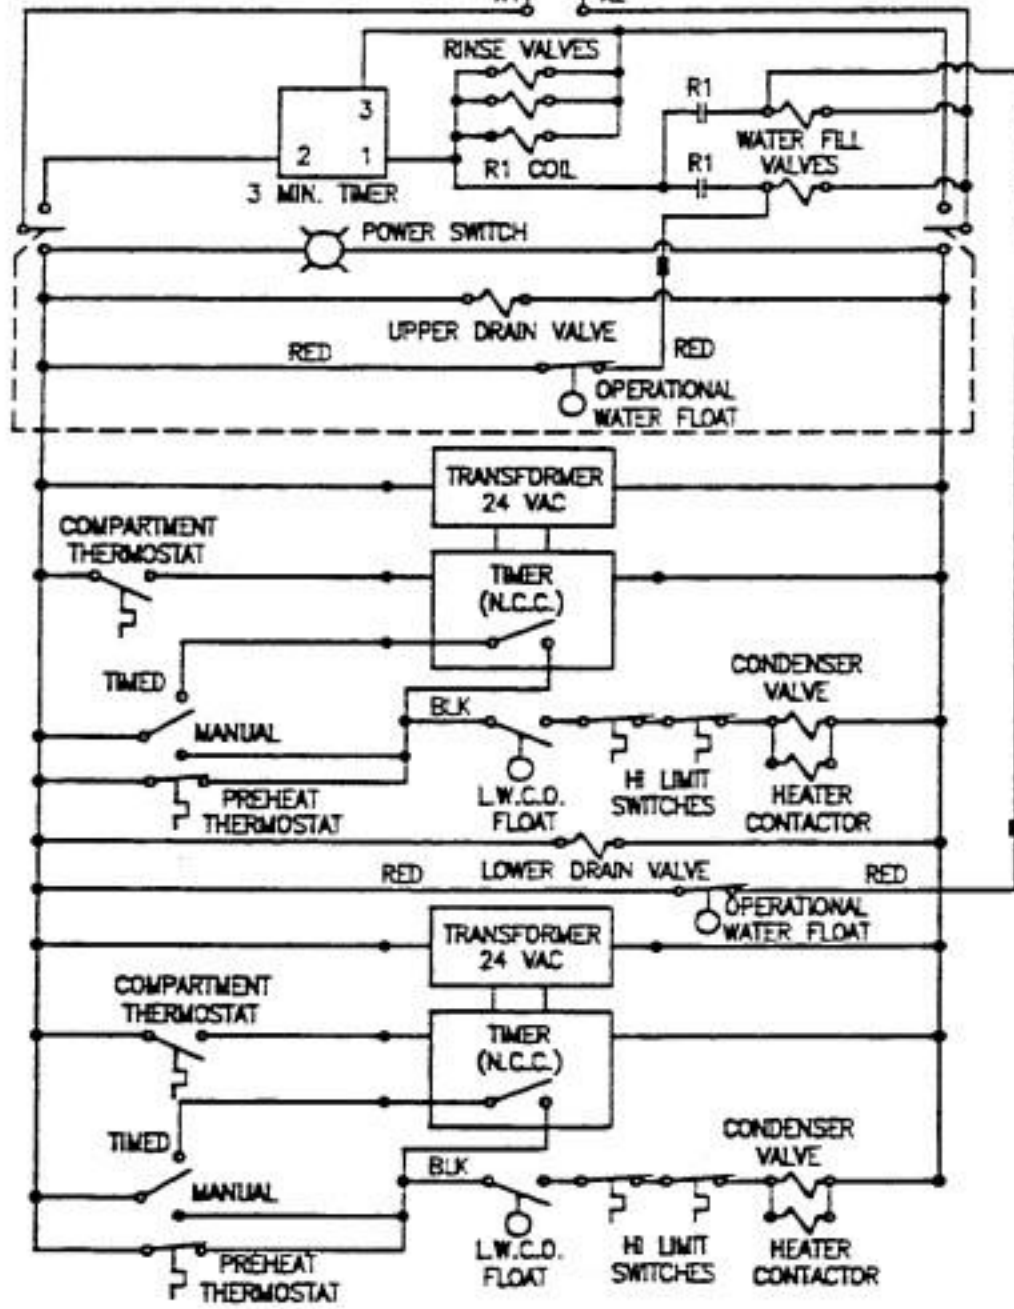 RINSE VALVES
R1
3
WATER FILL
VALVES
2 1
R1 COIL
R1
3 MIN. TIMER
POWER SWITCH
UPPER DRAIN VALVE
RED
RED
OPERATIONAL
WATER FLOAT
TRANSFORMER
24 VAC
COMPARTMENT
THERMOSTAT
TIMER
(N.C.C.)
TIMED
CONDENSER
VALVE
BLK
MANUAL
PREHEAT
THERMOSTAT
L.W.C.O.
FLOAT
HI LIMIT
SWITCHES
HEATER
CONTACTOR
LOWER DRAIN VALVE
RED
RED
OPERATIONAL
WATER FLOAT
TRANSFORMER
24 VAC
COMPARTMENT
THERMOSTAT
TIMER
(N.C.C.)
TIMED
CONDENSER
VALVE
BLK
MANUAL
PREHEAT
THERMOSTAT
L.W.C.O.
FLOAT
HI LIMIT
SWITCHES
HEATER
CONTACTOR